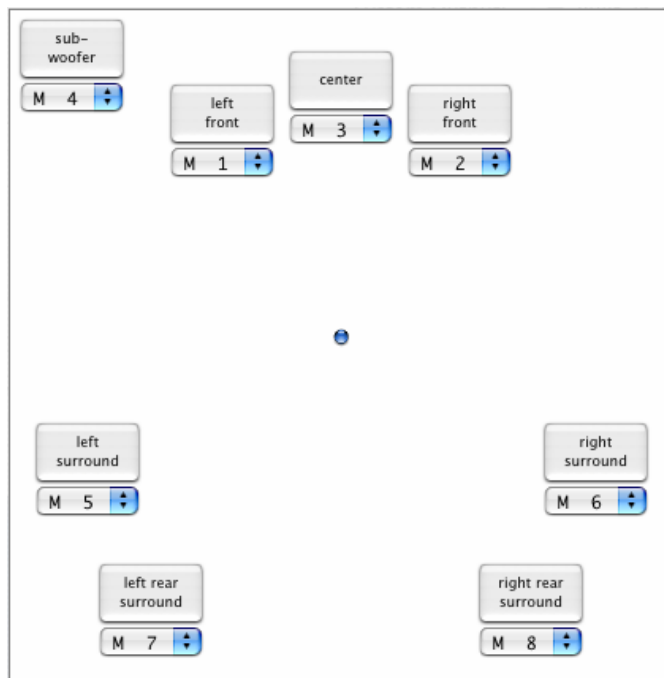 sub-
woofer
M 4
left
front
M 1
center
M 3
right
front
M 2
left
surround
M 5
right
surround
M 6
left rear
surround
M 7
right rear
surround
M 8